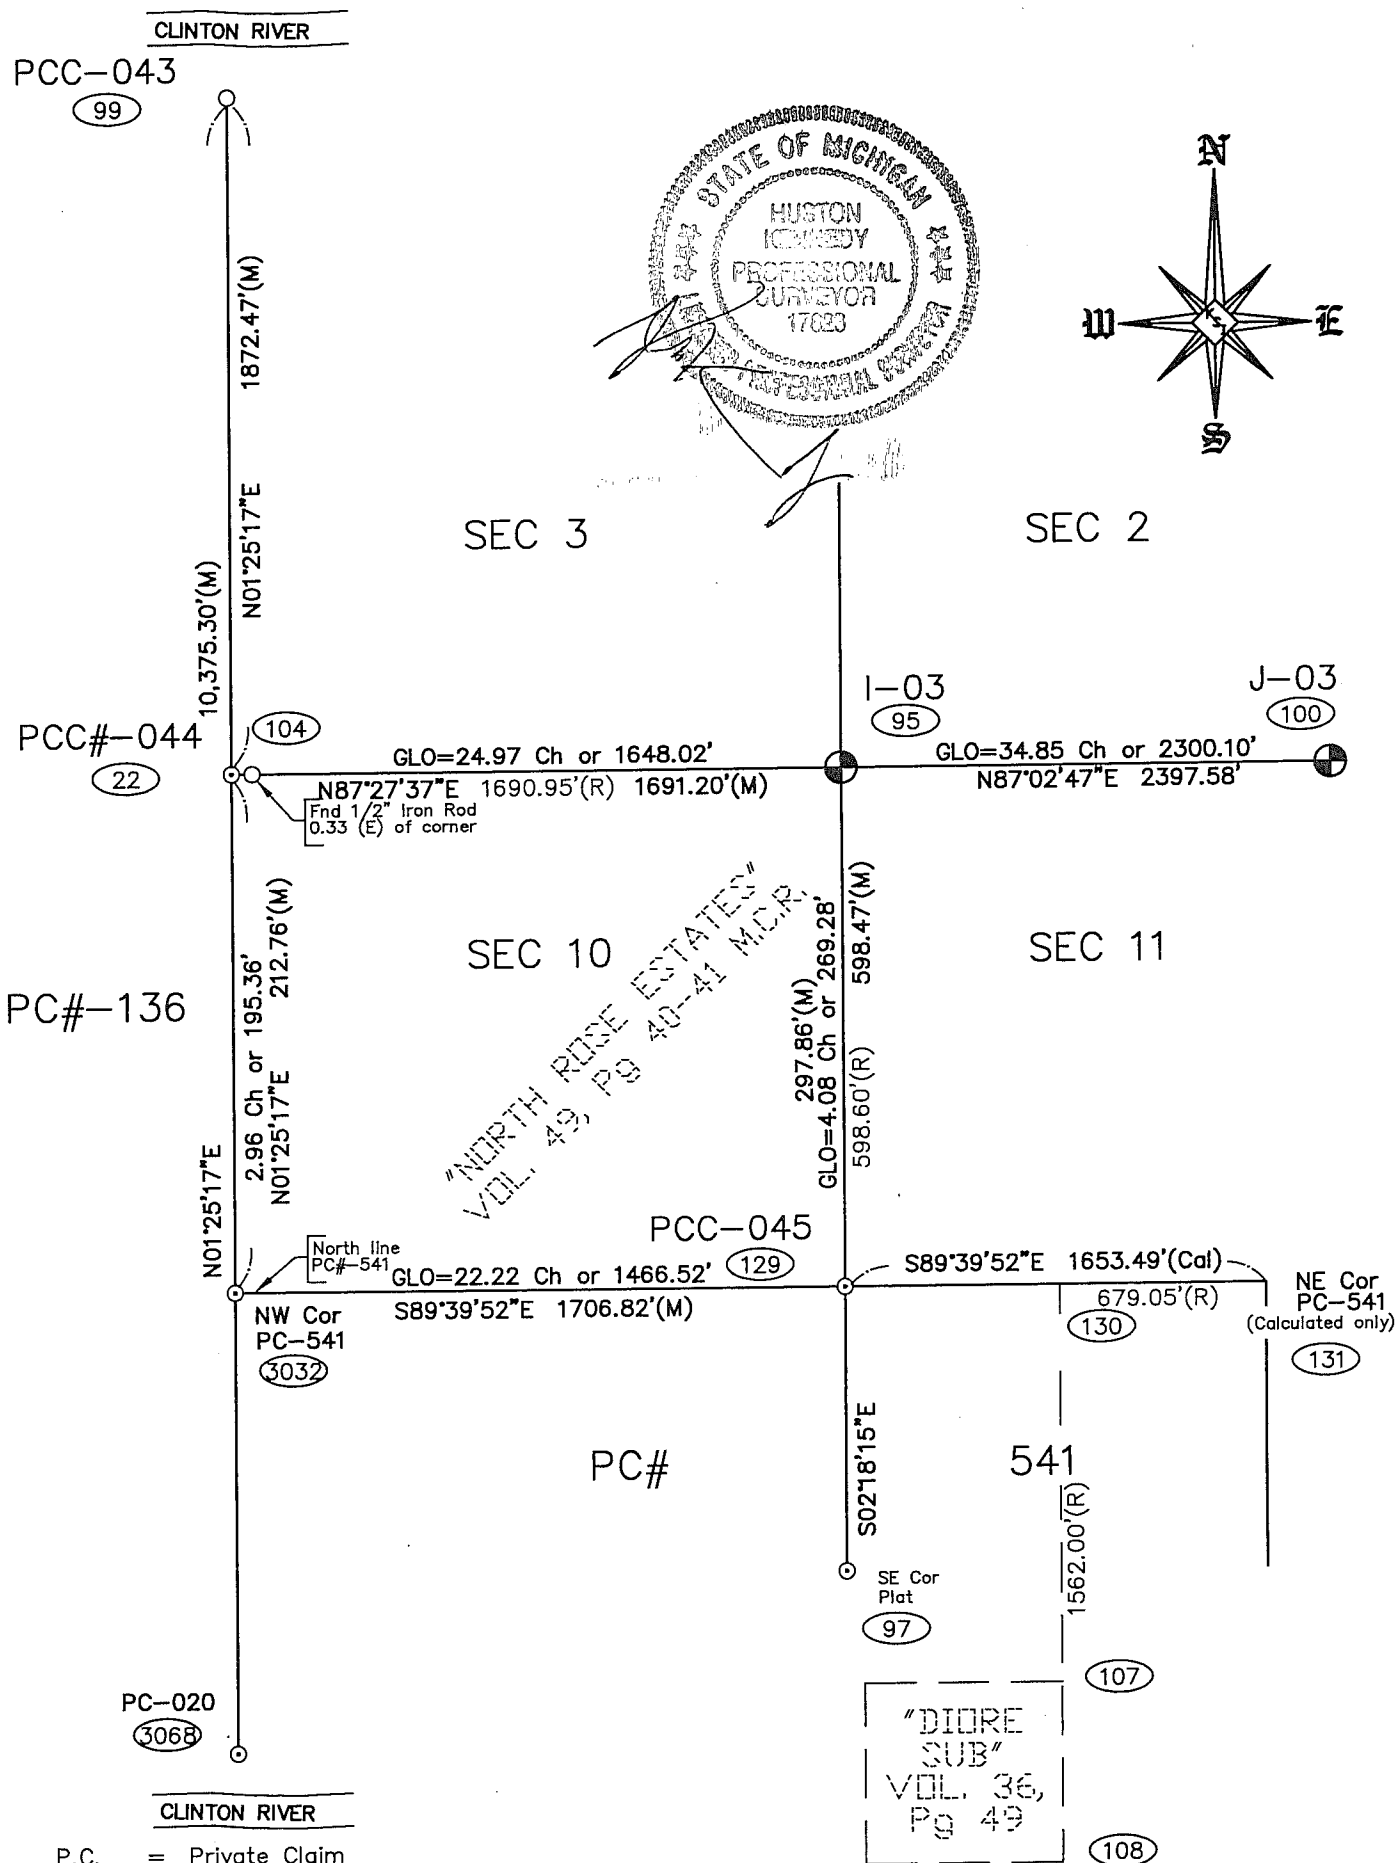 CLINTON RIVER
PCC-043
99
STATE OF MICHIGAN
HUSTON
KENNEDY
PROFESSIONAL
SURVEYOR
PROFESSIONAL SURVEYOR
N
W
E
S
1872.47'(M)
N01°25'17"E
10,375.30'(M)
SEC 3
SEC 2
I-03
95
J-03
100
PCC#-044
22
104
GLO=24.97 Ch or 1648.02'
N87°27'37"E 1690.95'(R) 1691.20'(M)
GLO=34.85 Ch or 2300.10'
N87°02'47"E 2397.58'
Fnd 1/2" Iron Rod
0.33 (E) of corner
SEC 10
SEC 11
PC#-136
2.96 Ch or 195.36'
N01°25'17"E 212.76'(M)
N01°25'17"E
"NORTH ROSE ESTATES"
VOL. 49, Pg 40-41 M.C.R.
297.86'(M)
GLO=4.08 Ch or 269.28'
598.60'(R) 598.47'(M)
PCC-045
129
North line
PC#-541
GLO=22.22 Ch or 1466.52'
S89°39'52"E 1706.82'(M)
S89°39'52"E 1653.49'(Cal)
679.05'(R)
NE Cor
PC-541
(Calculated only)
131
130
NW Cor
PC-541
3032
PC#
541
S02°18'15"E
1562.00'(R)
SE Cor
Plat
97
107
PC-020
3068
"DIORE
SUB"
VOL. 36,
Pg 49
108
CLINTON RIVER
P.C. = Private Claim